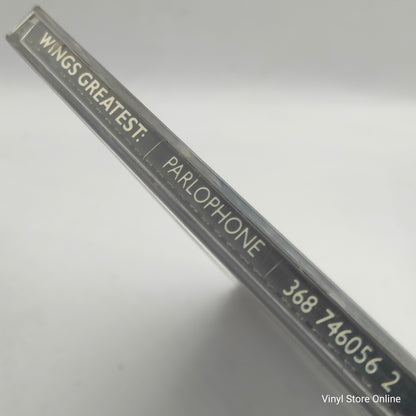 WINGS GREATEST: | PARLOPHONE | 368 746056 2
Vinyl Store Online